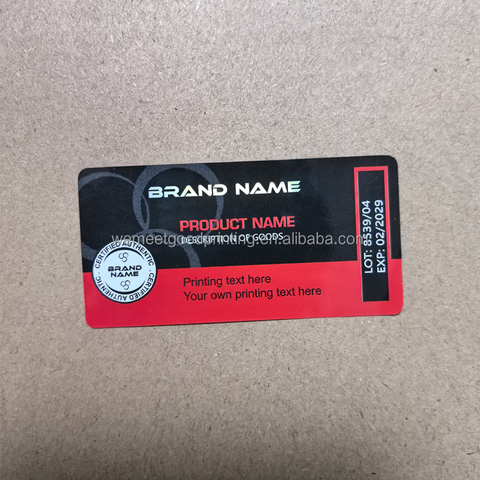 BRAND NAME
PRODUCT NAME
DESCRIPTION OF GOODS
LOT: 8539/04
EXP: 02/2029
CERTIFIED AUTHENTIC
BRAND
NAME
CERTIFIED AUTHENTIC
Printing text here
Your own printing text here